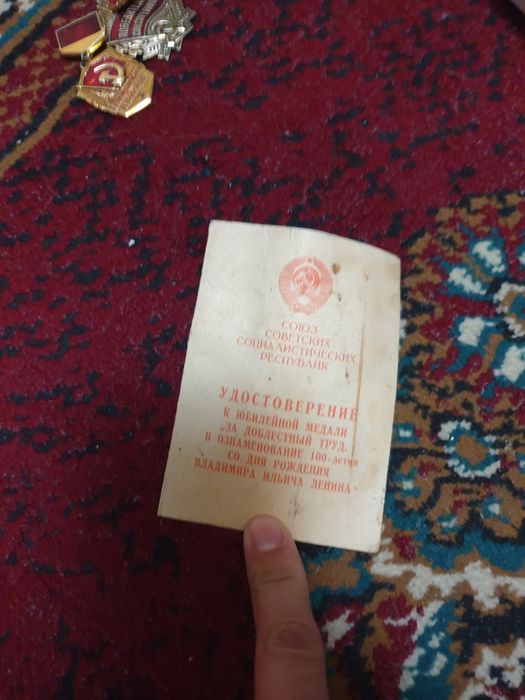 СОЮЗ
СОВЕТСКИХ
СОЦИАЛИСТИЧЕСКИХ
РЕСПУБЛИК
УДОСТОВЕРЕНИЕ
К ЮБИЛЕЙНОЙ МЕДАЛИ
„ЗА ДОБЛЕСТНЫЙ ТРУД.
В ОЗНАМЕНОВАНИЕ 100-летия
СО ДНЯ РОЖДЕНИЯ
ВЛАДИМИРА ИЛЬИЧА ЛЕНИНА“